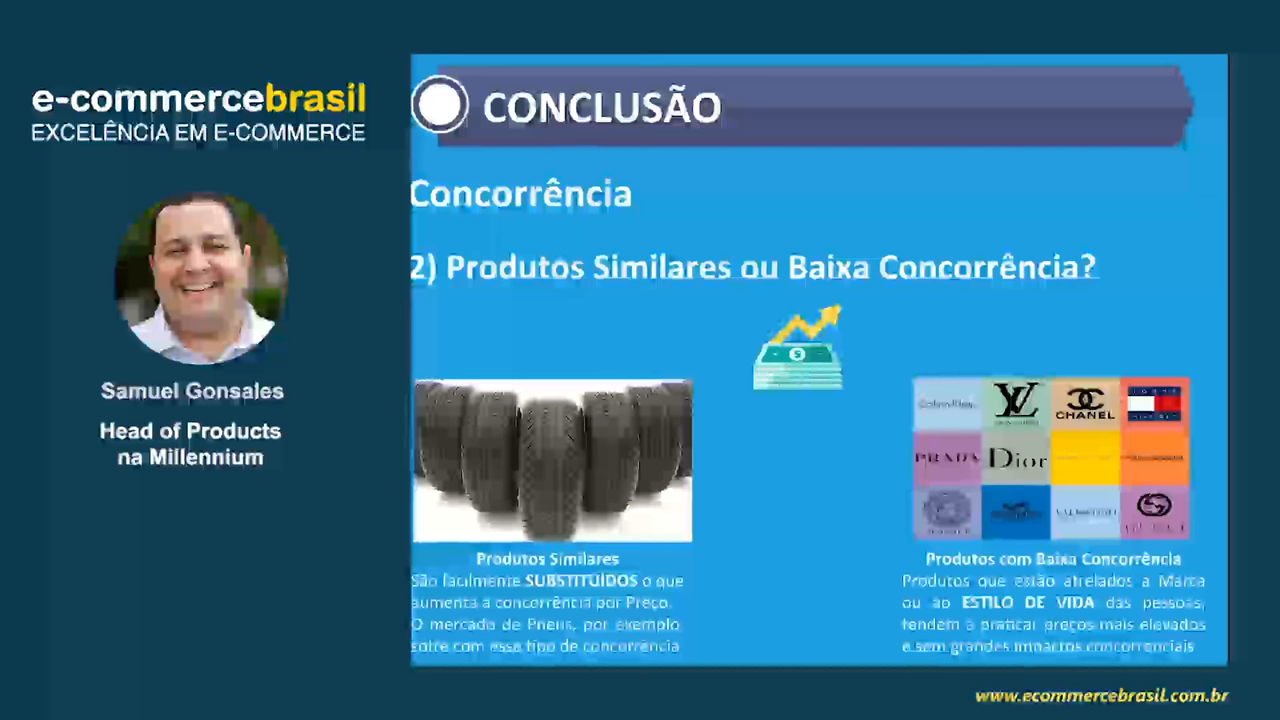 e-commercebrasil
EXCELÊNCIA EM E-COMMERCE
Samuel Gonsales
Head of Products
na Millennium
CONCLUSÃO
Concorrência
2) Produtos Similares ou Baixa Concorrência?
$
CHANEL
PRADA
Dior
Produtos Similares
São facilmente SUBSTITUÍDOS o que
aumenta a concorrência por Preço.
O mercado de Pneus, por exemplo
sofre com esse tipo de concorrência
Produtos com Baixa Concorrência
Produtos que estão atrelados a Marca
ou ao ESTILO DE VIDA das pessoas,
tendem a praticar preços mais elevados
e sem grandes impactos concorrenciais
www.ecommercebrasil.com.br